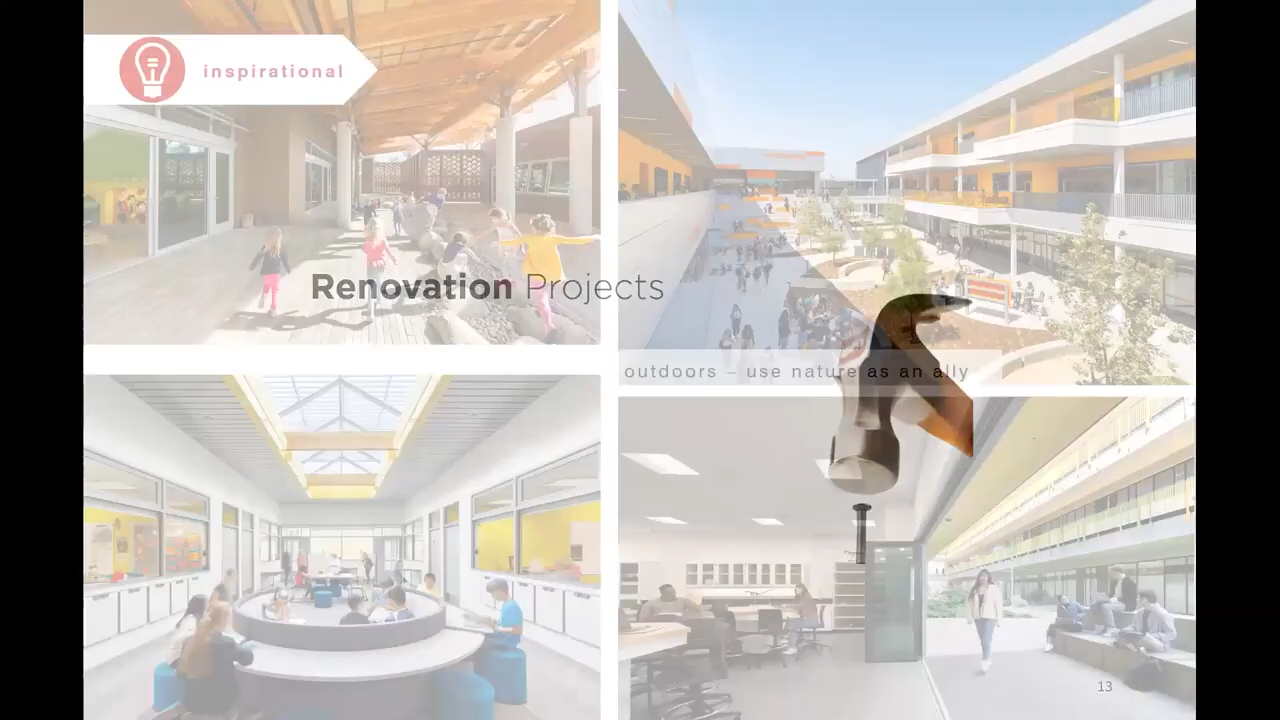 inspirational
Renovation Projects
outdoors – use nature as an ally
13